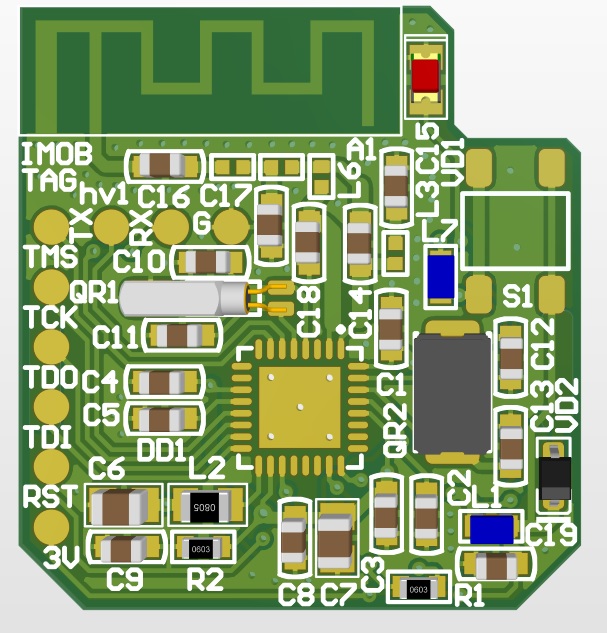 IMOB
TAG
A1
C15
VD1
hv1
C16
C17
L6
L3
TX
RX
G
L7
TMS
C10
QR1
C18
C14
S1
TCK
C11
C12
TDO
C4
C1
C5
C13
VD2
DD1
QR2
TDI
C6
L2
C2
L1
RST
0805
C19
3V
0603
C9
R2
C8
C7
C3
0603
R1